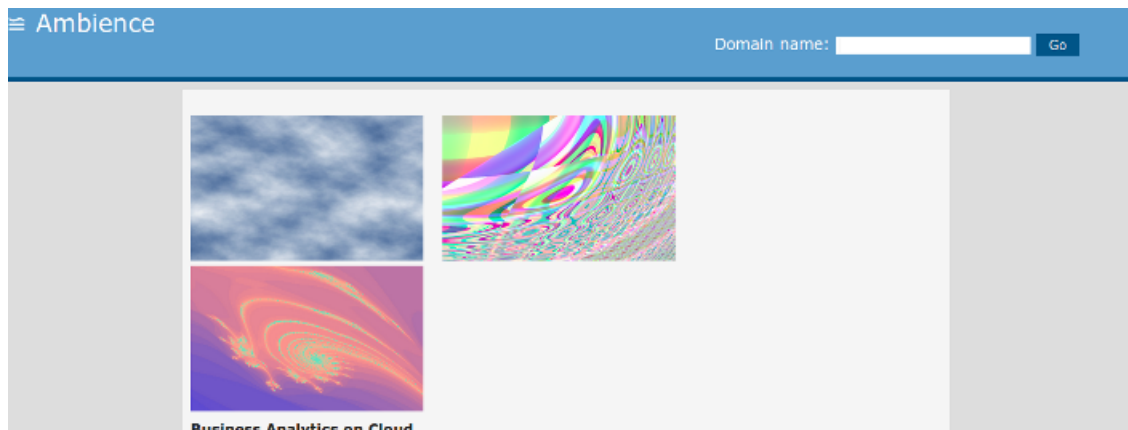 ≌ Ambience
Domain name:
Go
Business Analytics on Cloud